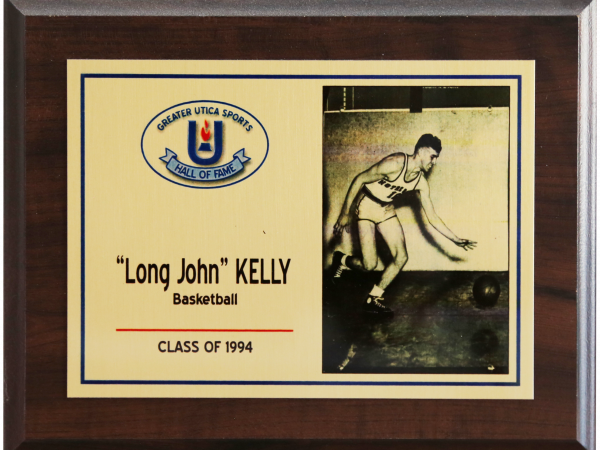 GREATER UTICA SPORTS
U
HALL OF FAME
“Long John” KELLY
Basketball
CLASS OF 1994